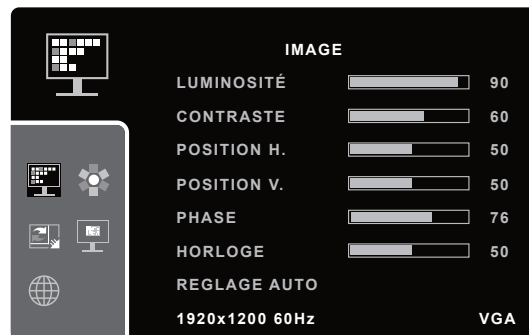 IMAGE
LUMINOSITÉ 90
CONTRASTE 60
POSITION H. 50
POSITION V. 50
PHASE 76
HORLOGE 50
REGLAGE AUTO
1920x1200 60Hz VGA